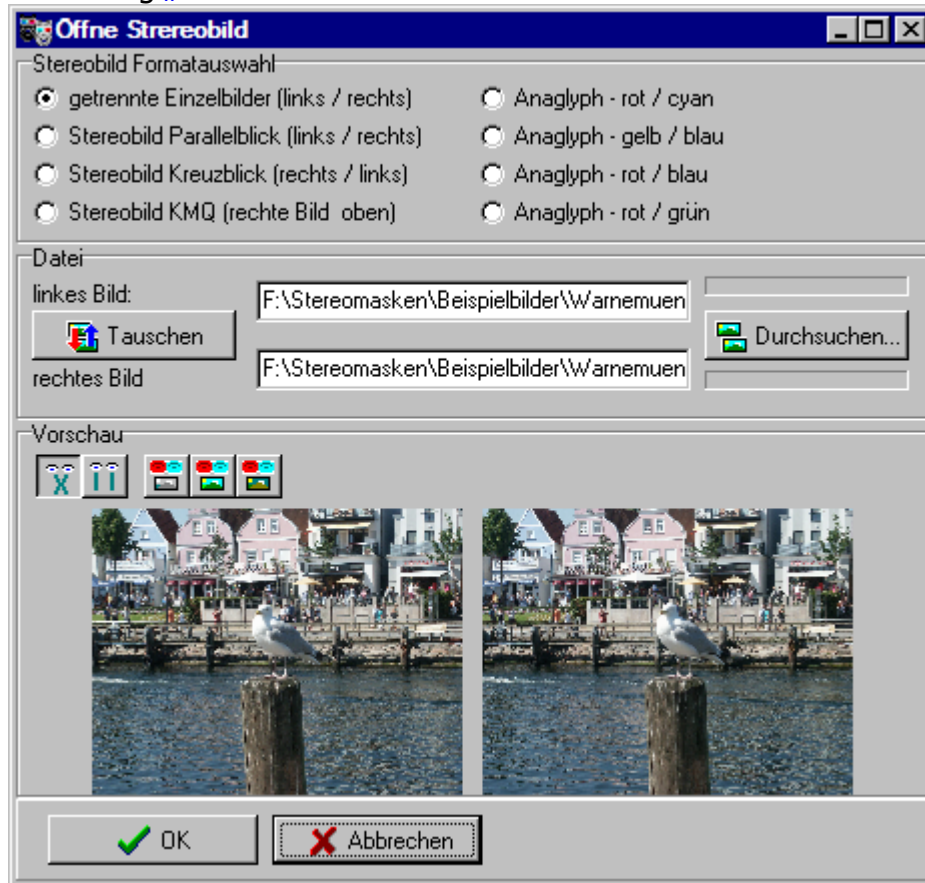 Öffne Strereobild
Stereobild Formatauswahl
getrennte Einzelbilder (links / rechts)
Anaglyph - rot / cyan
Stereobild Parallelblick (links / rechts)
Anaglyph - gelb / blau
Stereobild Kreuzblick (rechts / links)
Anaglyph - rot / blau
Stereobild KMQ (rechte Bild oben)
Anaglyph - rot / grün
Datei
linkes Bild:
F:\Stereomasken\Beispielbilder\Warnemuen
Tauschen
Durchsuchen...
F:\Stereomasken\Beispielbilder\Warnemuen
rechtes Bild
Vorschau
OK
Abbrechen